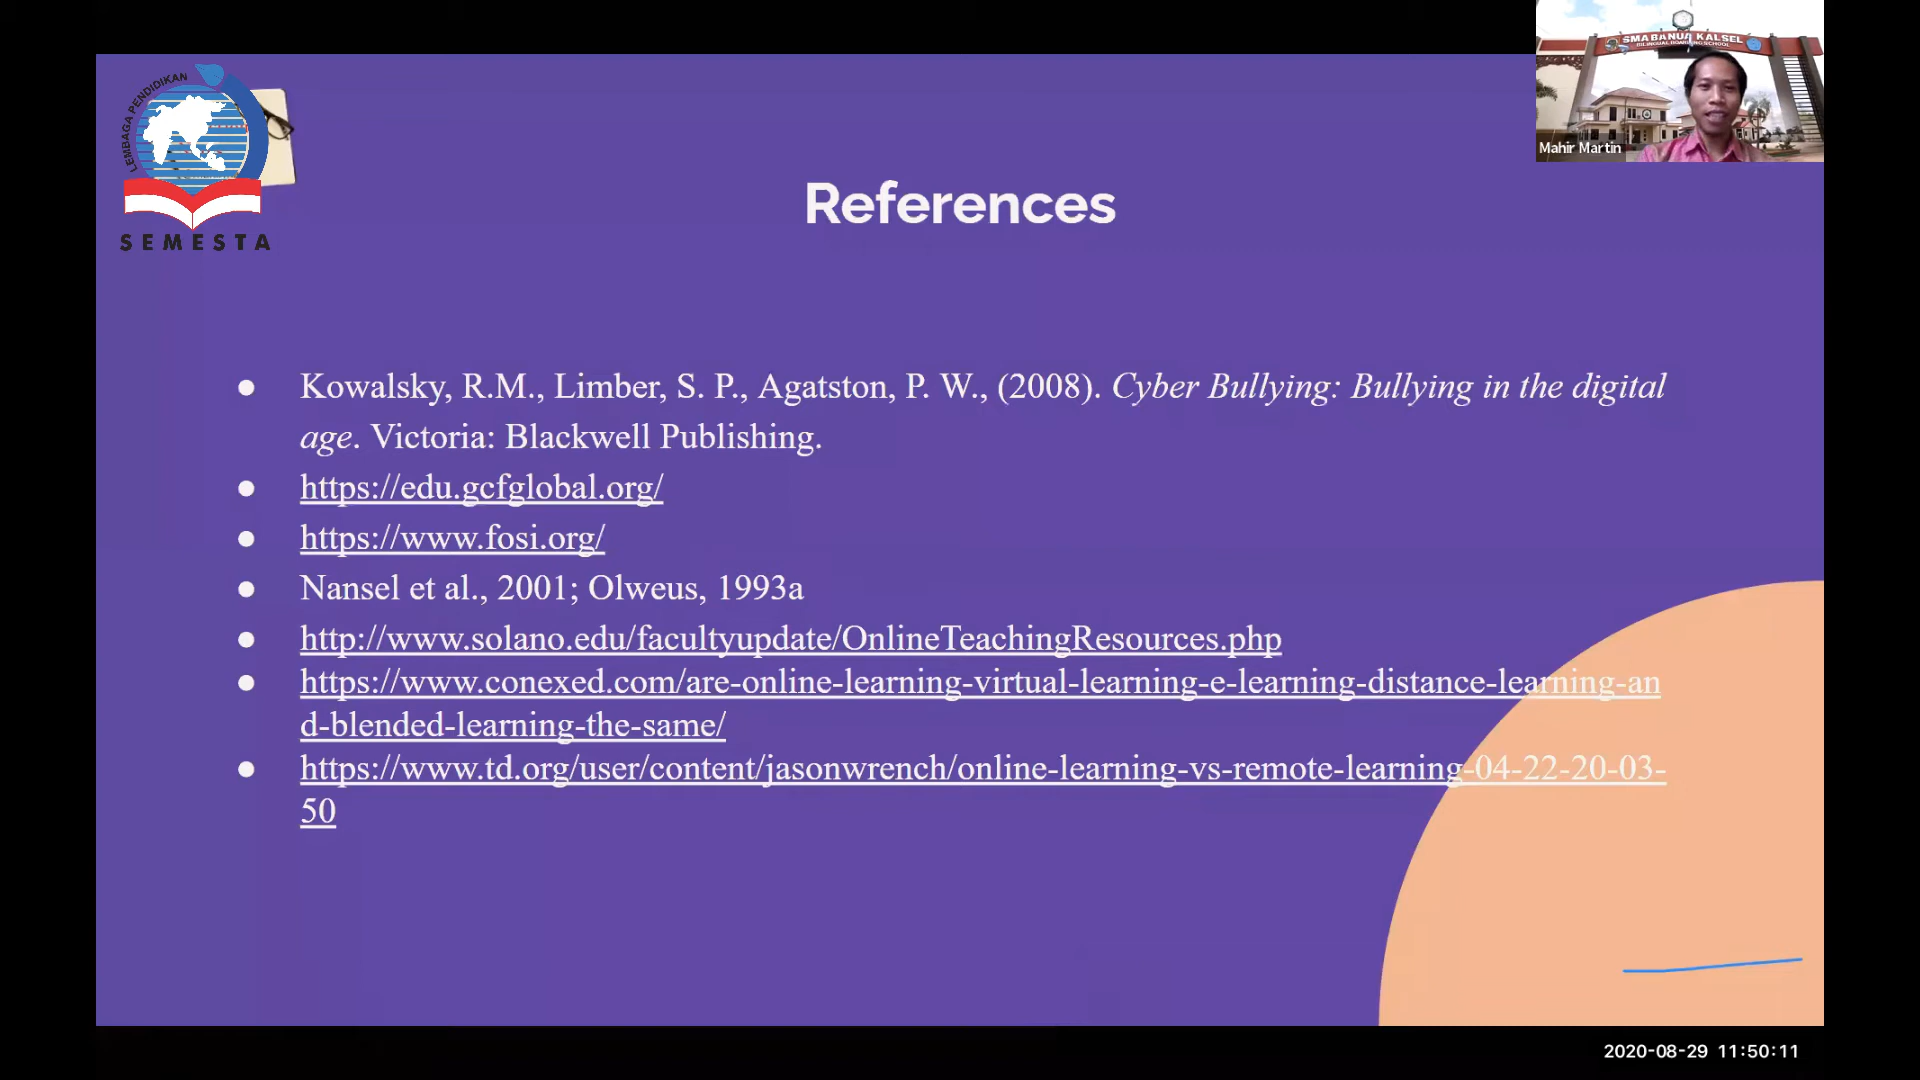 LEMBAGA PENDIDIKAN
SEMESTA
SMA BANUA KALSEL
BILINGUAL BOARDING SCHOOL
Mahir Martin
References
● Kowalsky, R.M., Limber, S. P., Agatston, P. W., (2008). Cyber Bullying: Bullying in the digital
age. Victoria: Blackwell Publishing.
● https://edu.gcfglobal.org/
● https://www.fosi.org/
● Nansel et al., 2001; Olweus, 1993a
● http://www.solano.edu/facultyupdate/OnlineTeachingResources.php
● https://www.conexed.com/are-online-learning-virtual-learning-e-learning-distance-learning-an
d-blended-learning-the-same/
● https://www.td.org/user/content/jasonwrench/online-learning-vs-remote-learning-04-22-20-03-
50
2020-08-29 11:50:11